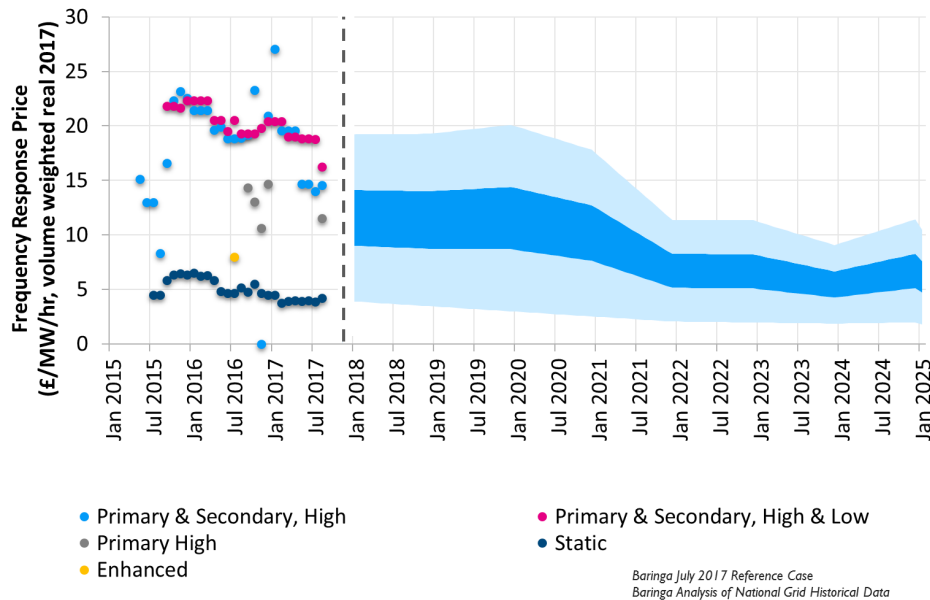 Frequency Response Price
(£/MW/hr, volume weighted real 2017)
30
25
20
15
10
5
0
Jan 2015
Jul 2015
Jan 2016
Jul 2016
Jan 2017
Jul 2017
Jan 2018
Jul 2018
Jan 2019
Jul 2019
Jan 2020
Jul 2020
Jan 2021
Jul 2021
Jan 2022
Jul 2022
Jan 2023
Jul 2023
Jan 2024
Jul 2024
Jan 2025
Primary & Secondary, High
Primary & Secondary, High & Low
Primary High
Static
Enhanced
Baringa July 2017 Reference Case
Baringa Analysis of National Grid Historical Data